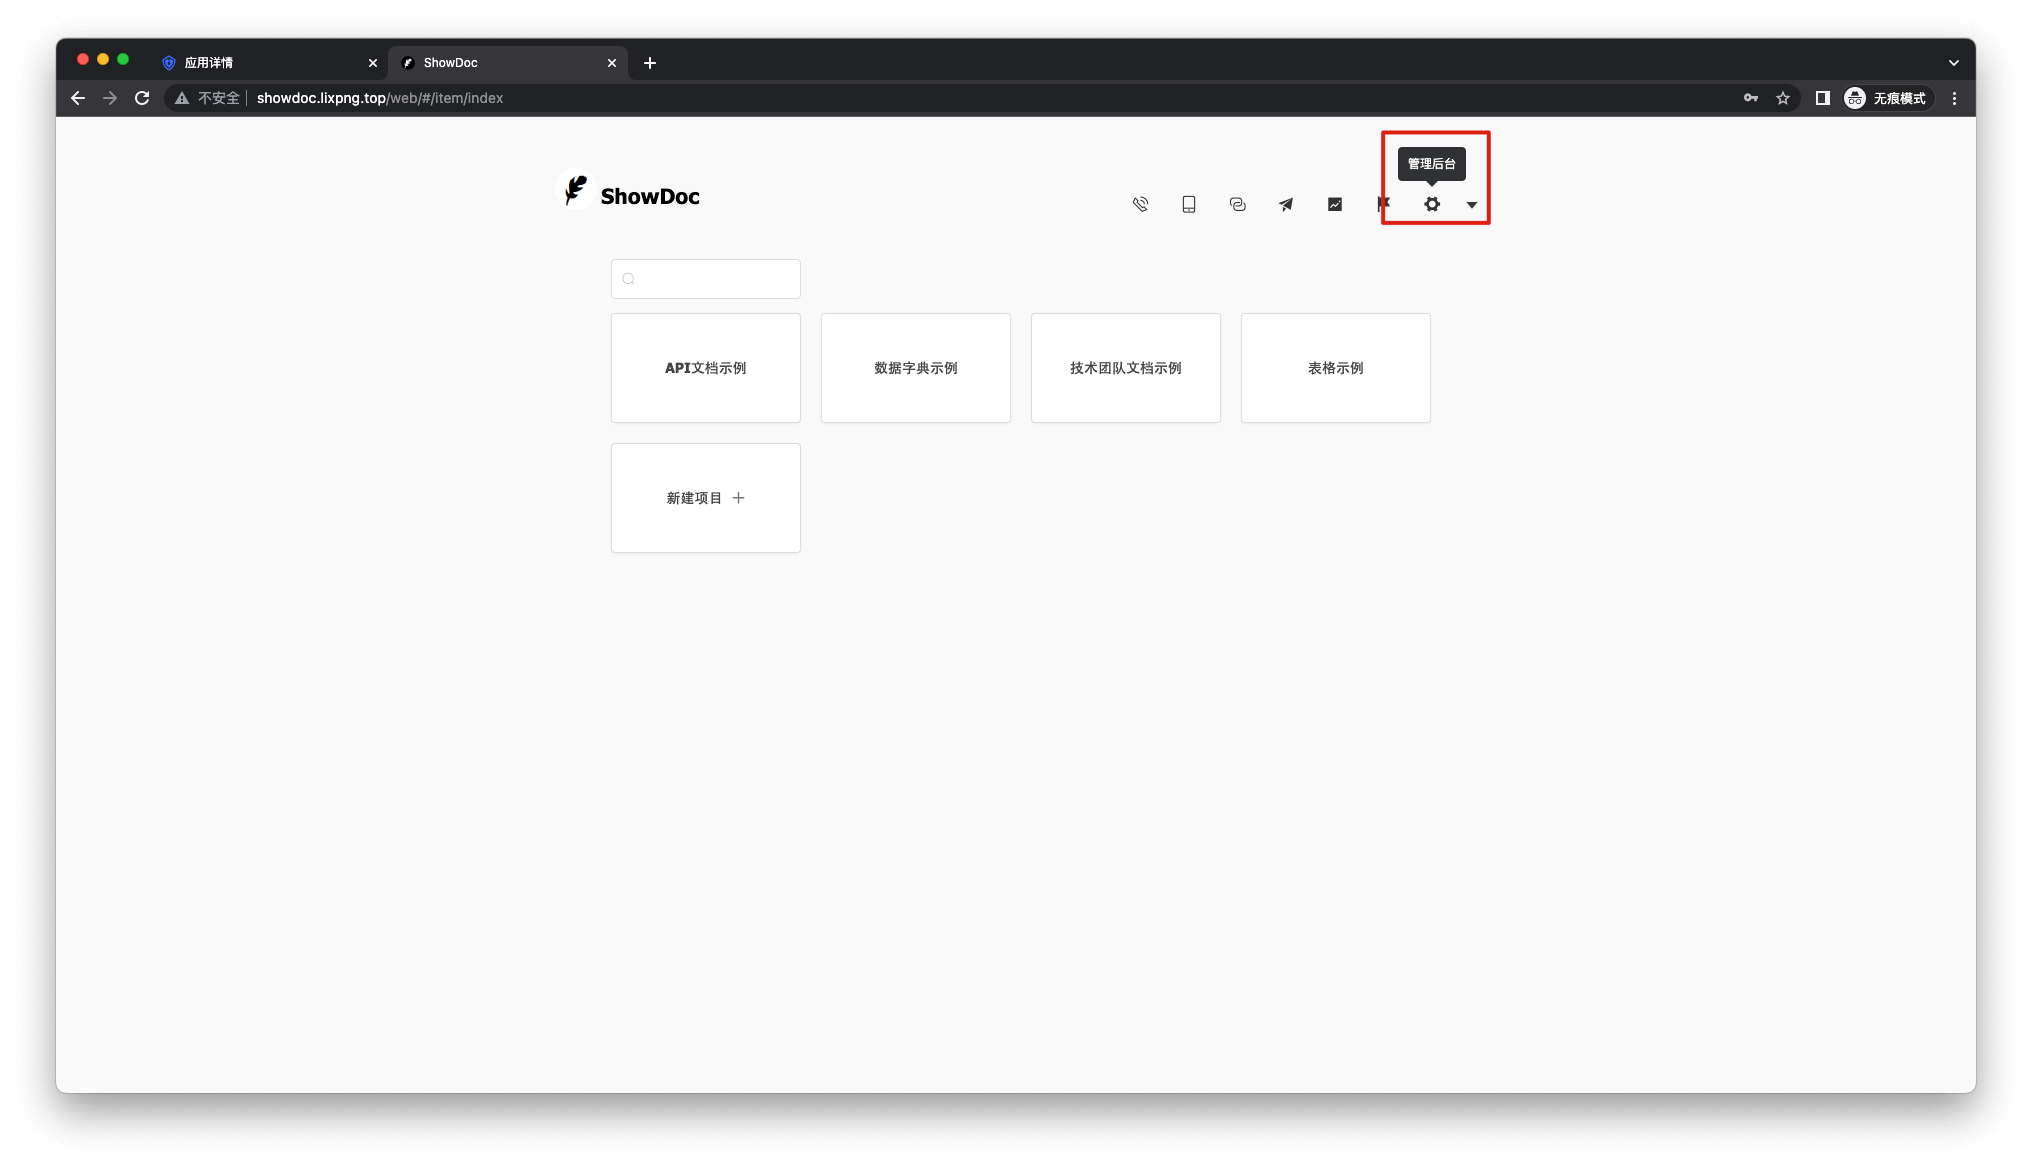 应用详情
ShowDoc
不安全
showdoc.lixpng.top/web/#/item/index
无痕模式
管理后台
ShowDoc
API文档示例
数据字典示例
技术团队文档示例
表格示例
新建项目